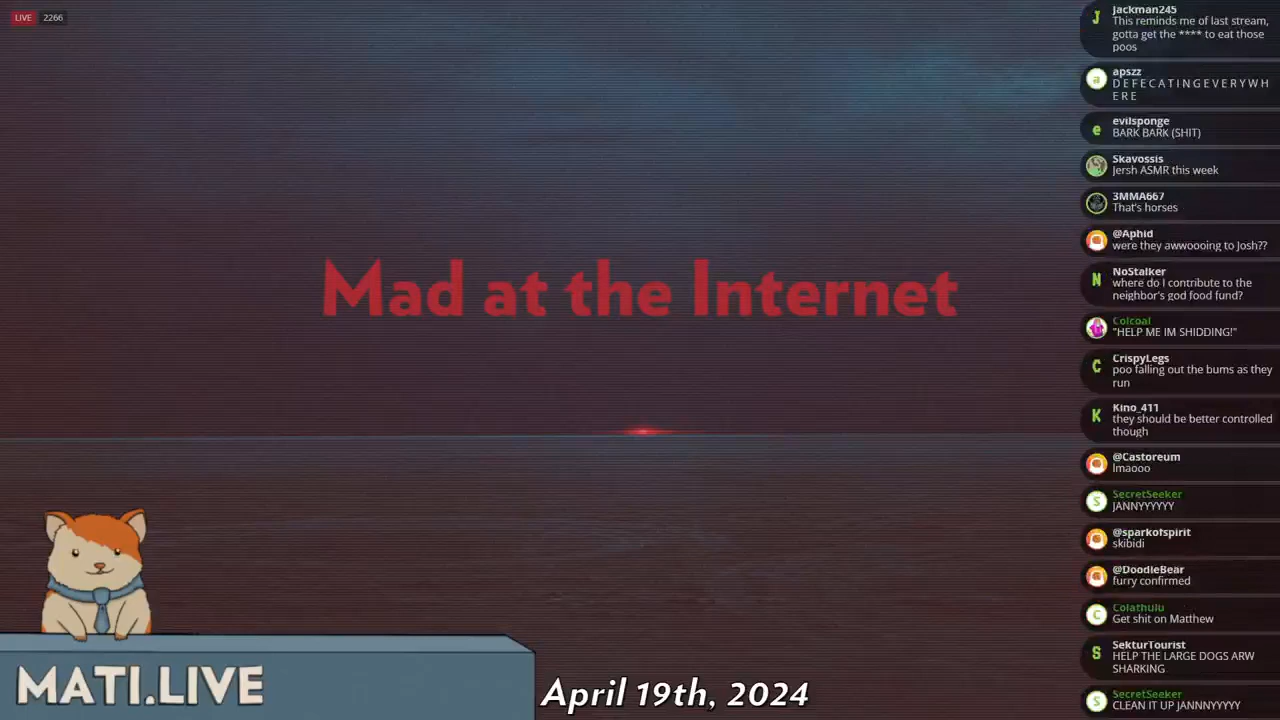 LIVE 2266
Mad at the Internet
MATI.LIVE
April 19th, 2024
J
Jackman245
This reminds me of last stream,
gotta get the **** to eat those
poos
a
apszz
D E F E C A T I N G E V E R Y W H
E R E
e
evilsponge
BARK BARK (SHIT)
Skavossis
Jersh ASMR this week
3MMA667
That's horses
@Aphid
were they awwoooing to Josh??
N
NoStalker
where do I contribute to the
neighbor's god food fund?
Colcoal
"HELP ME IM SHIDDING!"
C
CrispyLegs
poo falling out the bums as they
run
K
Kino_411
they should be better controlled
though
@Castoreum
lmaooo
S
SecretSeeker
JANNYYYYYY
@sparkofspirit
skibidi
@DoodleBear
furry confirmed
C
Colathulu
Get shit on Matthew
S
SekturTourist
HELP THE LARGE DOGS ARW
SHARKING
S
SecretSeeker
CLEAN IT UP JANNNYYYYY